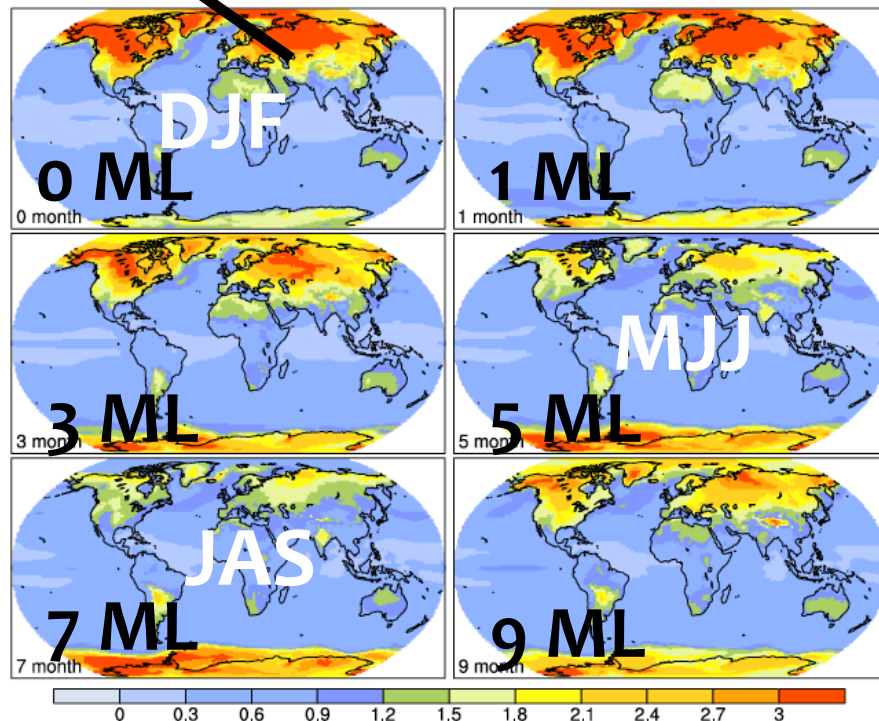 DJF
0 ML
0 month
1 ML
1 month
3 ML
3 month
MJJ
5 ML
5 month
JAS
7 ML
7 month
9 ML
9 month
0 0.3 0.6 0.9 1.2 1.5 1.8 2.1 2.4 2.7 3